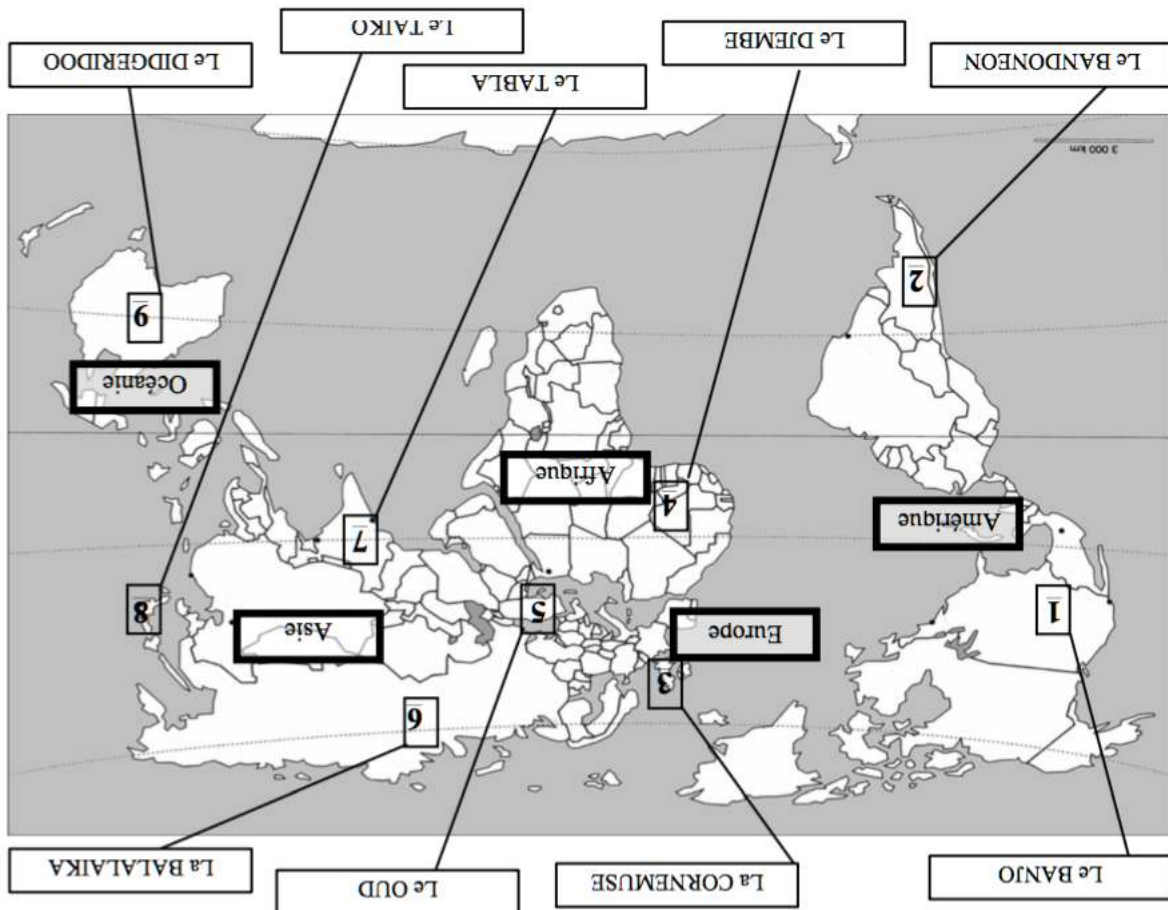 Le BANJO
La CORNEMUSE
Le OUD
La BALALAIKA
6
3
Europe
Asie
1
5
8
7
Amérique
4
Afrique
Océanie
9
2
3 000 km
Le BANDONEON
Le DJEMBE
Le TABLA
Le TAIKO
Le DIDGERIDOO